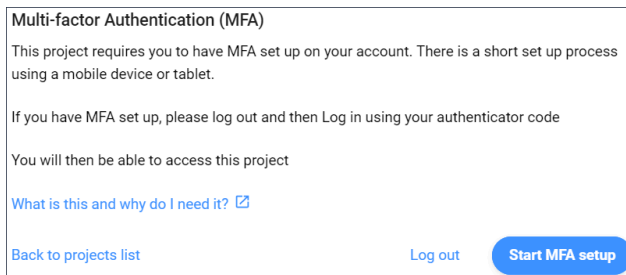 Multi-factor Authentication (MFA)
This project requires you to have MFA set up on your account. There is a short set up process
using a mobile device or tablet.
If you have MFA set up, please log out and then Log in using your authenticator code
You will then be able to access this project
What is this and why do I need it?
Back to projects list Log out Start MFA setup